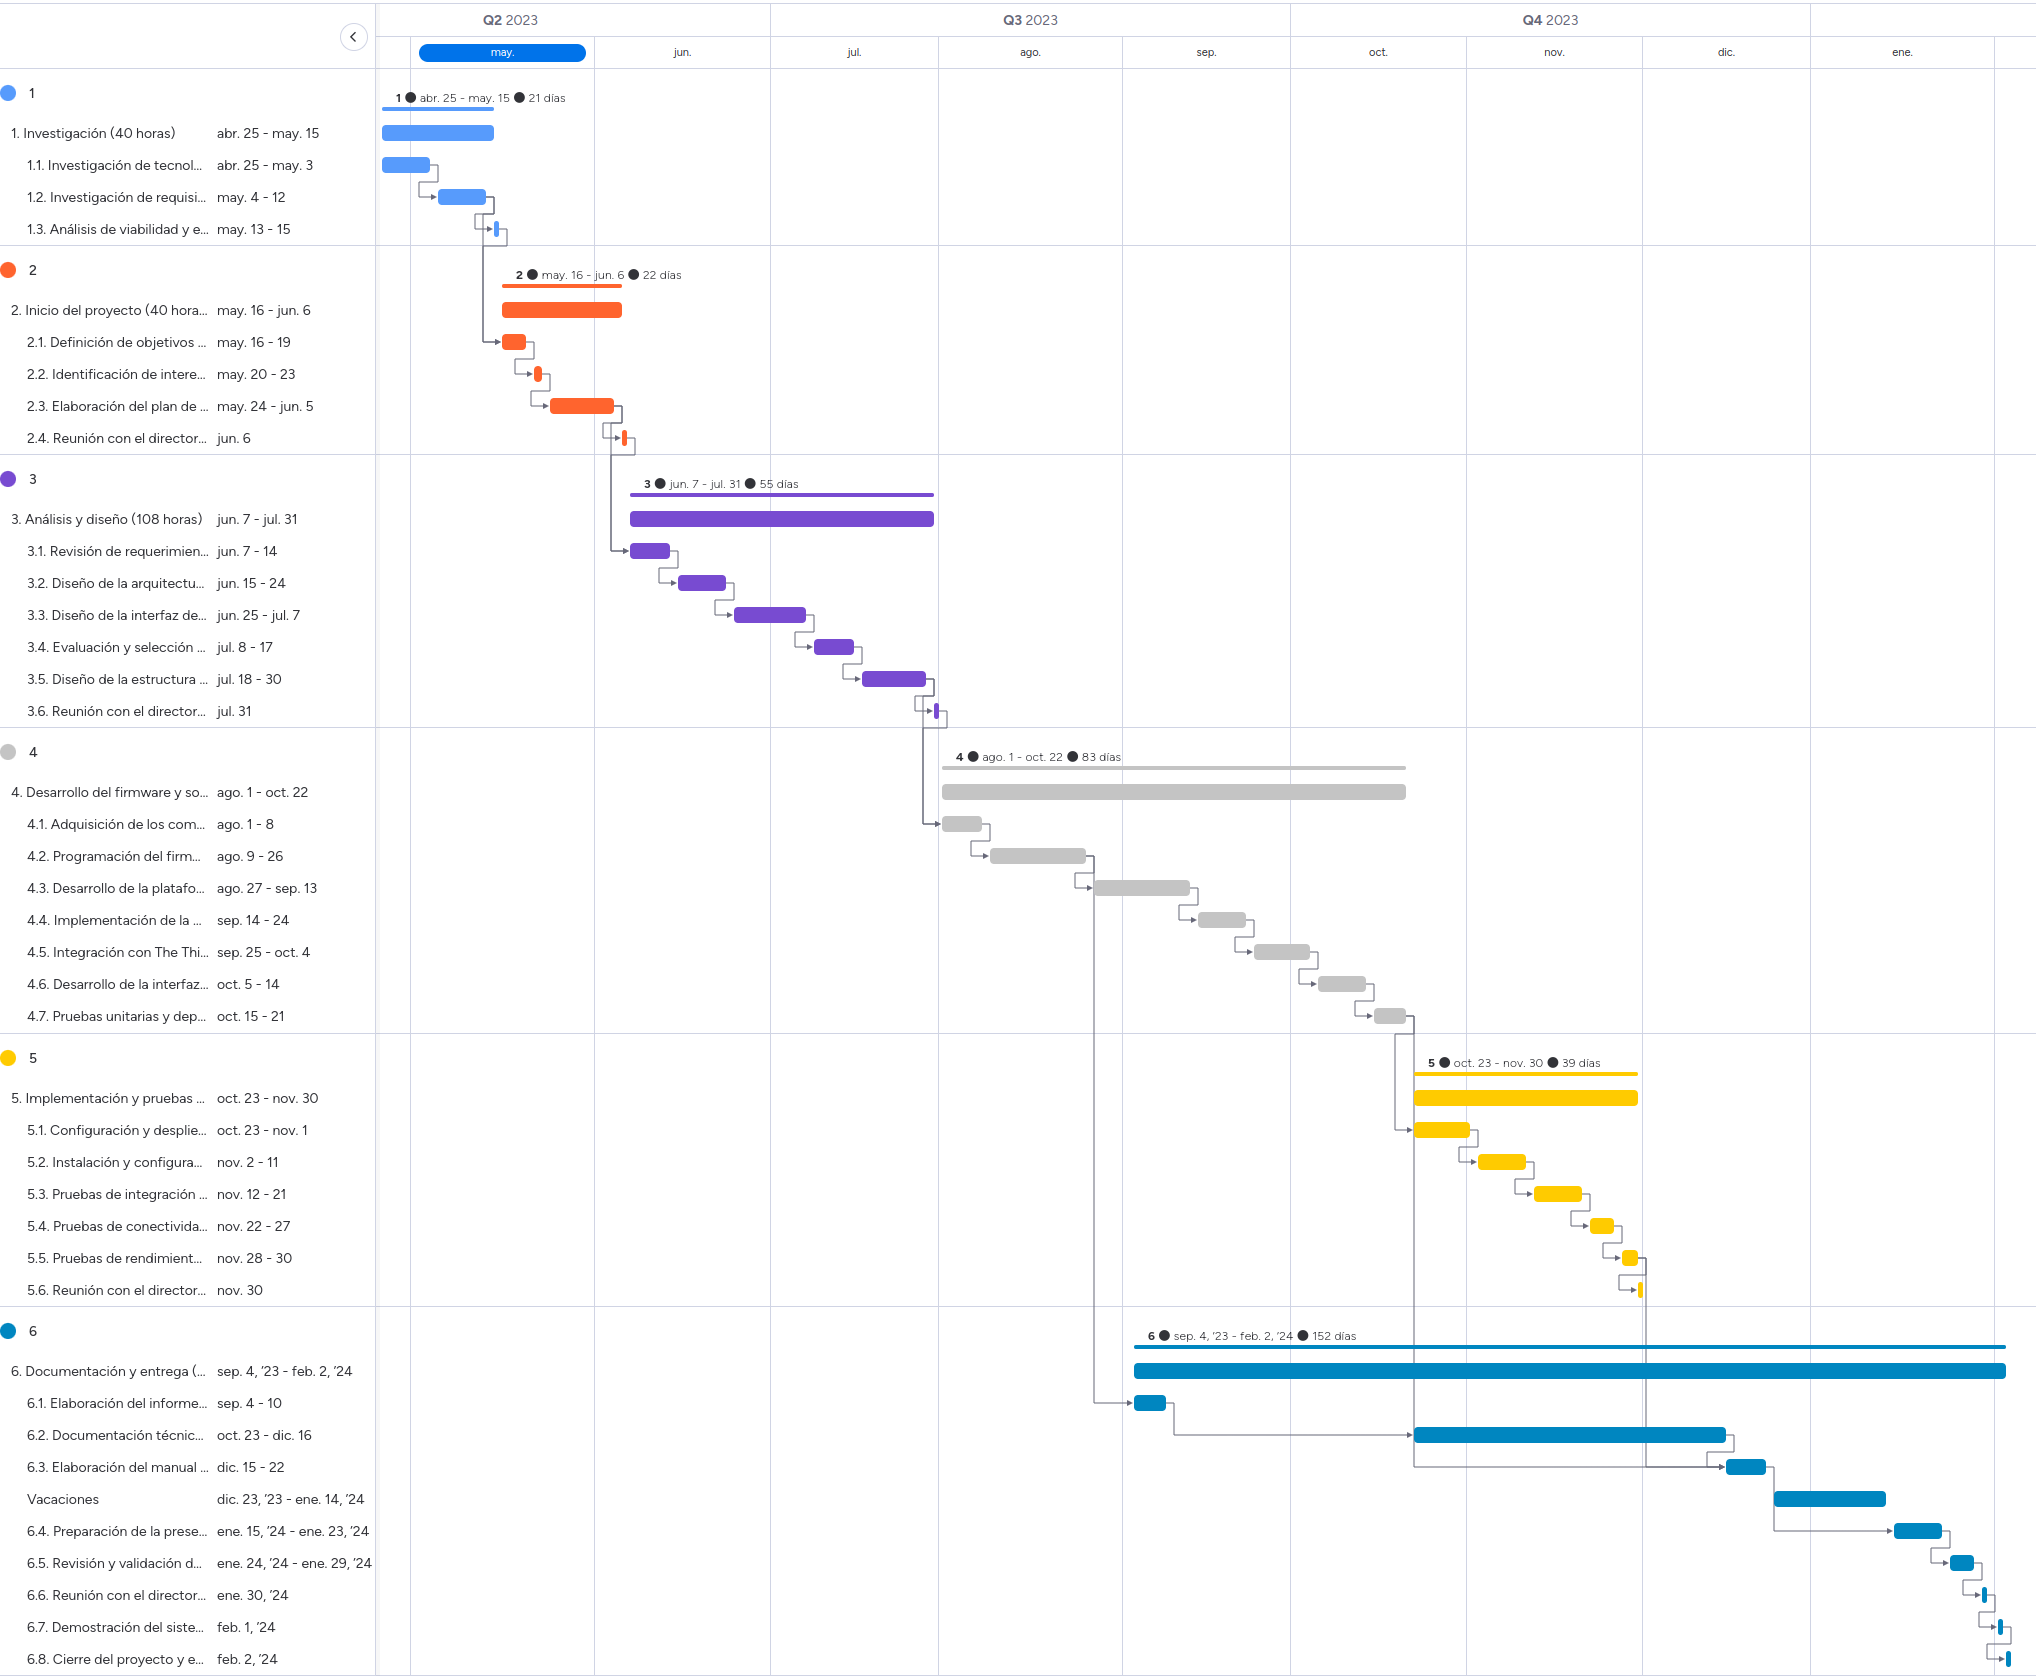 Q2 2023 Q3 2023 Q4 2023
may. jun. jul. ago. sep. oct. nov. dic. ene.
1
1 ● abr. 25 - may. 15 ● 21 días
1. Investigación (40 horas) abr. 25 - may. 15
1.1. Investigación de tecnol... abr. 25 - may. 3
1.2. Investigación de requisi... may. 4 - 12
1.3. Análisis de viabilidad y e... may. 13 - 15
2
2 ● may. 16 - jun. 6 ● 22 días
2. Inicio del proyecto (40 hora... may. 16 - jun. 6
2.1. Definición de objetivos ... may. 16 - 19
2.2. Identificación de intere... may. 20 - 23
2.3. Elaboración del plan de ... may. 24 - jun. 5
2.4. Reunión con el director... jun. 6
3
3 ● jun. 7 - jul. 31 ● 55 días
3. Análisis y diseño (108 horas) jun. 7 - jul. 31
3.1. Revisión de requerimien... jun. 7 - 14
3.2. Diseño de la arquitectu... jun. 15 - 24
3.3. Diseño de la interfaz de... jun. 25 - jul. 7
3.4. Evaluación y selección ... jul. 8 - 17
3.5. Diseño de la estructura ... jul. 18 - 30
3.6. Reunión con el director... jul. 31
4
4 ● ago. 1 - oct. 22 ● 83 días
4. Desarrollo del firmware y so... ago. 1 - oct. 22
4.1. Adquisición de los com... ago. 1 - 8
4.2. Programación del firm... ago. 9 - 26
4.3. Desarrollo de la platafo... ago. 27 - sep. 13
4.4. Implementación de la ... sep. 14 - 24
4.5. Integración con The Thi... sep. 25 - oct. 4
4.6. Desarrollo de la interfaz... oct. 5 - 14
4.7. Pruebas unitarias y dep... oct. 15 - 21
5
5 ● oct. 23 - nov. 30 ● 39 días
5. Implementación y pruebas ... oct. 23 - nov. 30
5.1. Configuración y desplie... oct. 23 - nov. 1
5.2. Instalación y configura... nov. 2 - 11
5.3. Pruebas de integración ... nov. 12 - 21
5.4. Pruebas de conectivida... nov. 22 - 27
5.5. Pruebas de rendimient... nov. 28 - 30
5.6. Reunión con el director... nov. 30
6
6 ● sep. 4, '23 - feb. 2, '24 ● 152 días
6. Documentación y entrega (... sep. 4, '23 - feb. 2, '24
6.1. Elaboración del informe... sep. 4 - 10
6.2. Documentación técnic... oct. 23 - dic. 16
6.3. Elaboración del manual ... dic. 15 - 22
Vacaciones dic. 23, '23 - ene. 14, '24
6.4. Preparación de la prese... ene. 15, '24 - ene. 23, '24
6.5. Revisión y validación d... ene. 24, '24 - ene. 29, '24
6.6. Reunión con el director... ene. 30, '24
6.7. Demostración del siste... feb. 1, '24
6.8. Cierre del proyecto y e... feb. 2, '24